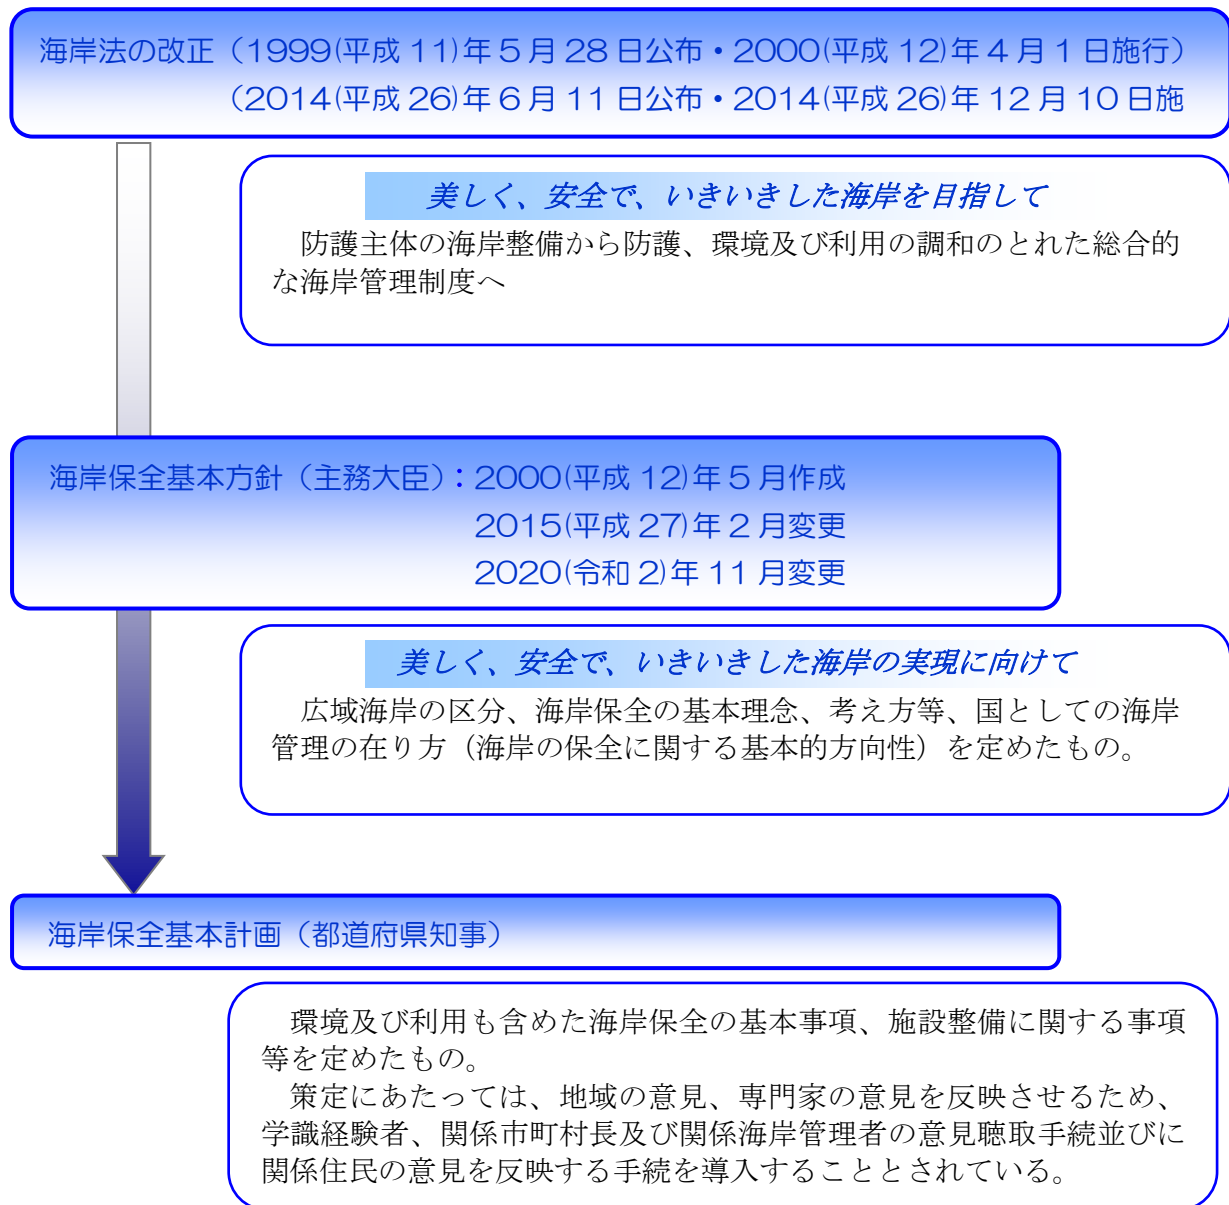 海岸法の改正（1999(平成 11)年 5 月 28 日公布・2000(平成 12)年 4 月 1 日施行）
（2014(平成 26)年 6 月 11 日公布・2014(平成 26)年 12 月 10 日施
美しく、安全で、いきいきした海岸を目指して
防護主体の海岸整備から防護、環境及び利用の調和のとれた総合的
な海岸管理制度へ
海岸保全基本方針（主務大臣）：2000(平成 12)年 5 月作成
2015(平成 27)年 2 月変更
2020(令和 2)年 11 月変更
美しく、安全で、いきいきした海岸の実現に向けて
広域海岸の区分、海岸保全の基本理念、考え方等、国としての海岸
管理の在り方（海岸の保全に関する基本的方向性）を定めたもの。
海岸保全基本計画（都道府県知事）
環境及び利用も含めた海岸保全の基本事項、施設整備に関する事項
等を定めたもの。
策定にあたっては、地域の意見、専門家の意見を反映させるため、
学識経験者、関係市町村長及び関係海岸管理者の意見聴取手続並びに
関係住民の意見を反映する手続を導入することとされている。